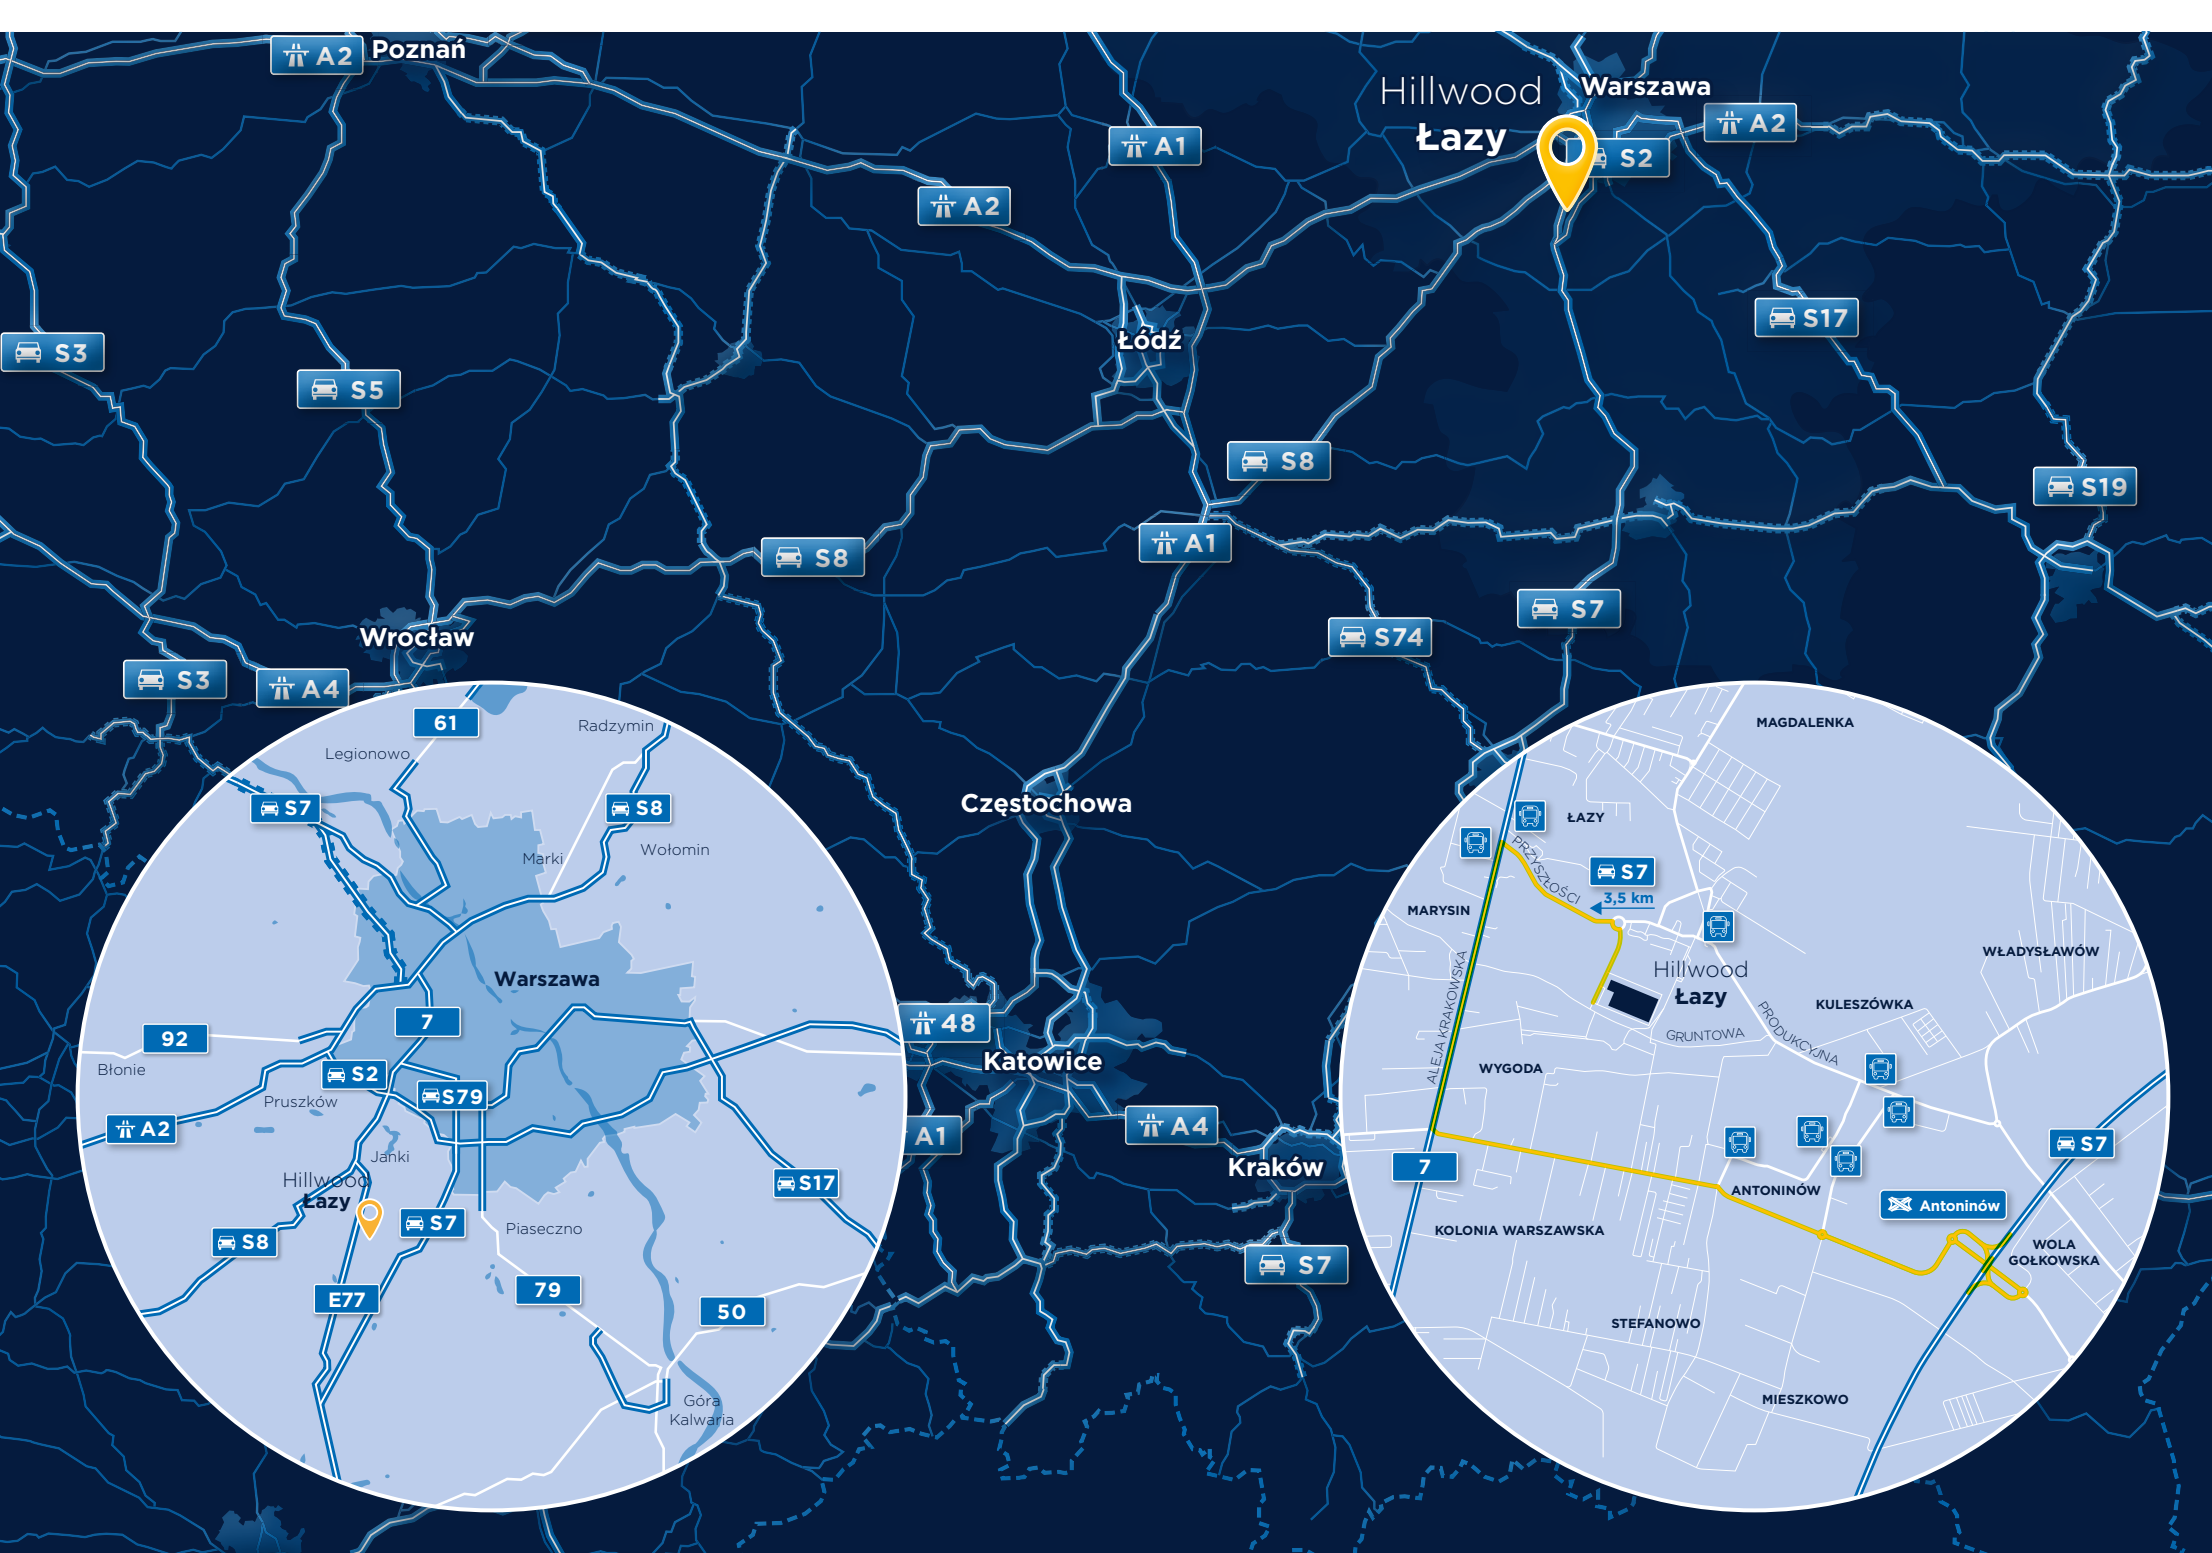 A2
Poznań
Hillwood
Łazy
Warszawa
A2
A1
S2
A2
S17
Łódź
S3
S5
S8
S19
A1
S8
S7
S74
Wrocław
S3
A4
Częstochowa
48
Katowice
A1
A4
Kraków
S7
61
Radzymin
Legionowo
S7
S8
Marki
Wołomin
Warszawa
7
92
Błonie
S2
S79
Pruszków
A2
Janki
Hillwood
Łazy
S17
S7
Piaseczno
S8
E77
79
50
Góra
Kalwaria
MAGDALENKA
ŁAZY
PRZYSZŁOŚCI
S7
3,5 km
MARYSIN
ALEJA KRAKOWSKA
WŁADYSŁAWÓW
Hillwood
Łazy
KULESZÓWKA
PRODUKCYJNA
GRUNTOWA
WYGODA
S7
7
ANTONINÓW
Antoninów
KOLONIA WARSZAWSKA
WOLA
GOŁKOWSKA
STEFANOWO
MIESZKOWO